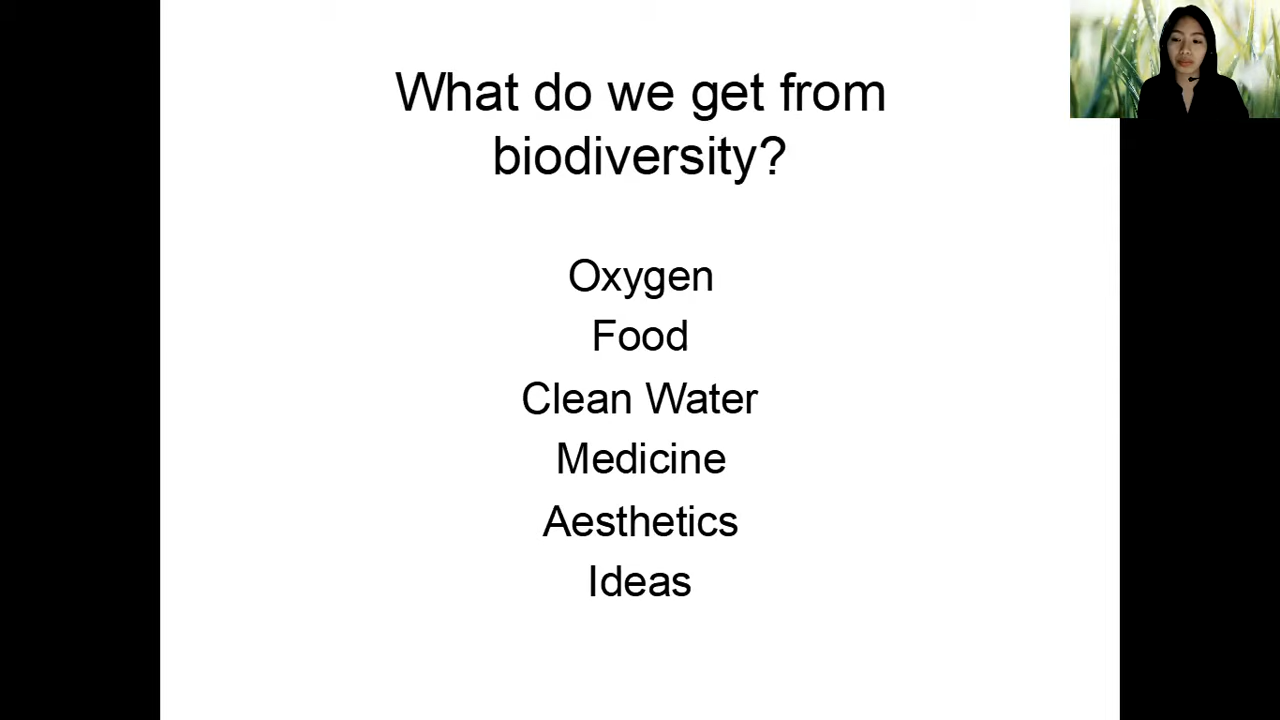 What do we get from
biodiversity?
Oxygen
Food
Clean Water
Medicine
Aesthetics
Ideas